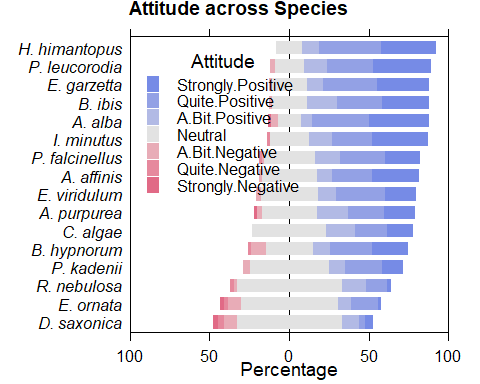 Attitude across Species
Attitude
Strongly.Positive
Quite.Positive
A.Bit.Positive
Neutral
A.Bit.Negative
Quite.Negative
Strongly.Negative
H. himantopus
P. leucorodia
E. garzetta
B. ibis
A. alba
I. minutus
P. falcinellus
A. affinis
E. viridulum
A. purpurea
C. algae
B. hypnorum
P. kadenii
R. nebulosa
E. ornata
D. saxonica
100 50 0 50 100
Percentage